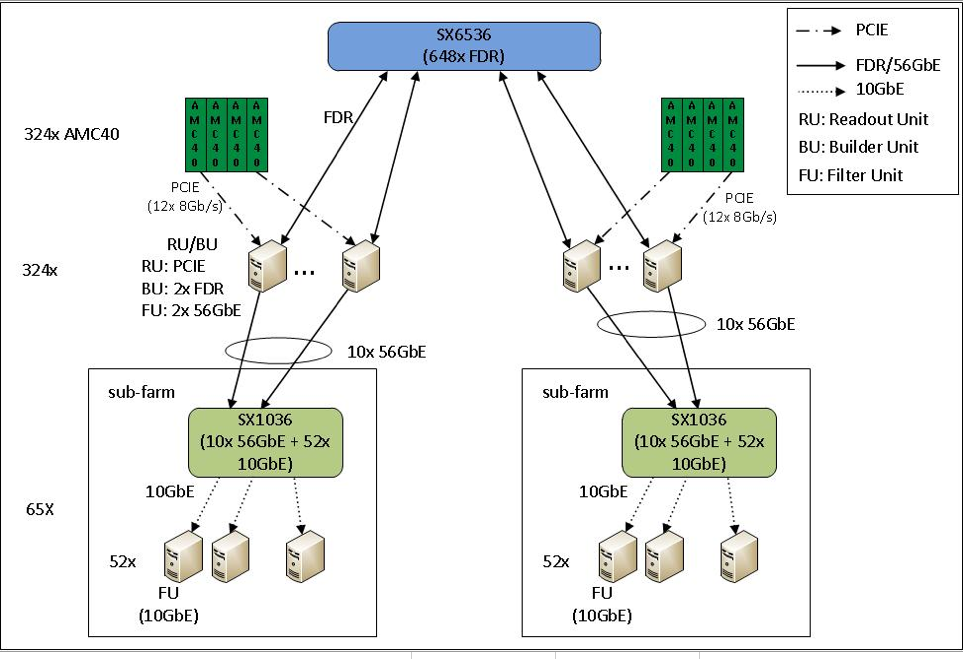 SX6536
(648x FDR)
PCIE
FDR/56GbE
10GbE
RU: Readout Unit
BU: Builder Unit
FU: Filter Unit
324x AMC40
AMC40
AMC40
AMC40
AMC40
FDR
AMC40
AMC40
AMC40
AMC40
PCIE
(12x 8Gb/s)
PCIE
(12x 8Gb/s)
324x
RU/BU
RU: PCIE
BU: 2x FDR
FU: 2x 56GbE
...
...
10x 56GbE
10x 56GbE
sub-farm
SX1036
(10x 56GbE + 52x
10GbE)
sub-farm
SX1036
(10x 56GbE + 52x
10GbE)
65X
10GbE
52x
FU
(10GbE)
10GbE
52x
FU
(10GbE)